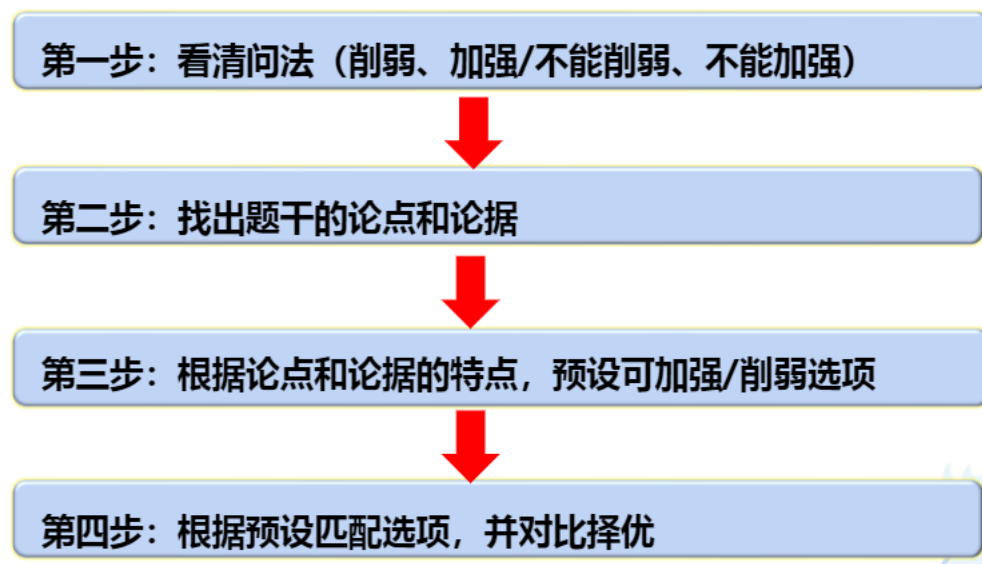 第一步：看清问法（削弱、加强/不能削弱、不能加强）
第二步：找出题干的论点和论据
第三步：根据论点和论据的特点，预设可加强/削弱选项
第四步：根据预设匹配选项，并对比择优